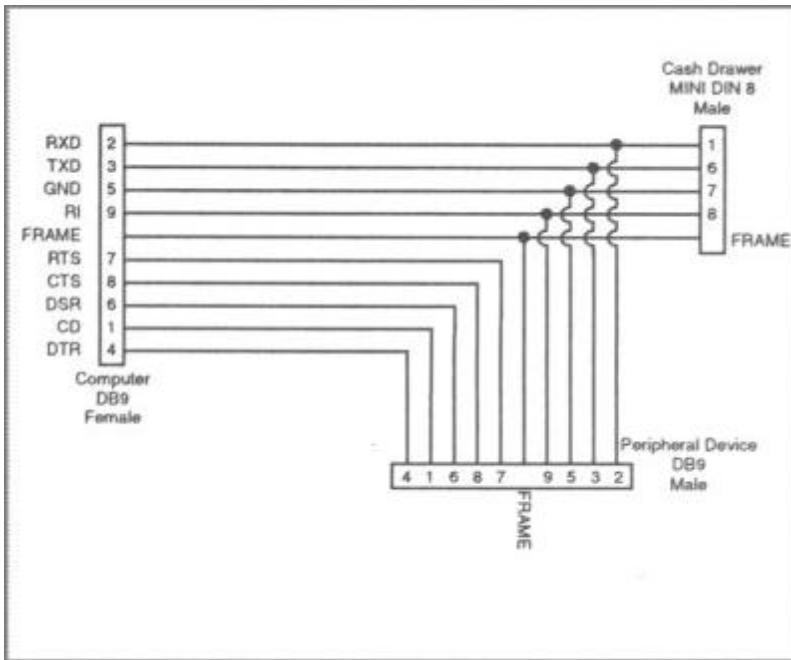 Cash Drawer
MINI DIN 8
Male
RXD 2 1
TXD 3 6
GND 5 7
RI 9 8
FRAME FRAME
RTS 7
CTS 8
DSR 6
CD 1
DTR 4
Computer
DB9
Female
Peripheral Device
DB9
Male
4 1 6 8 7 FRAME 9 5 3 2